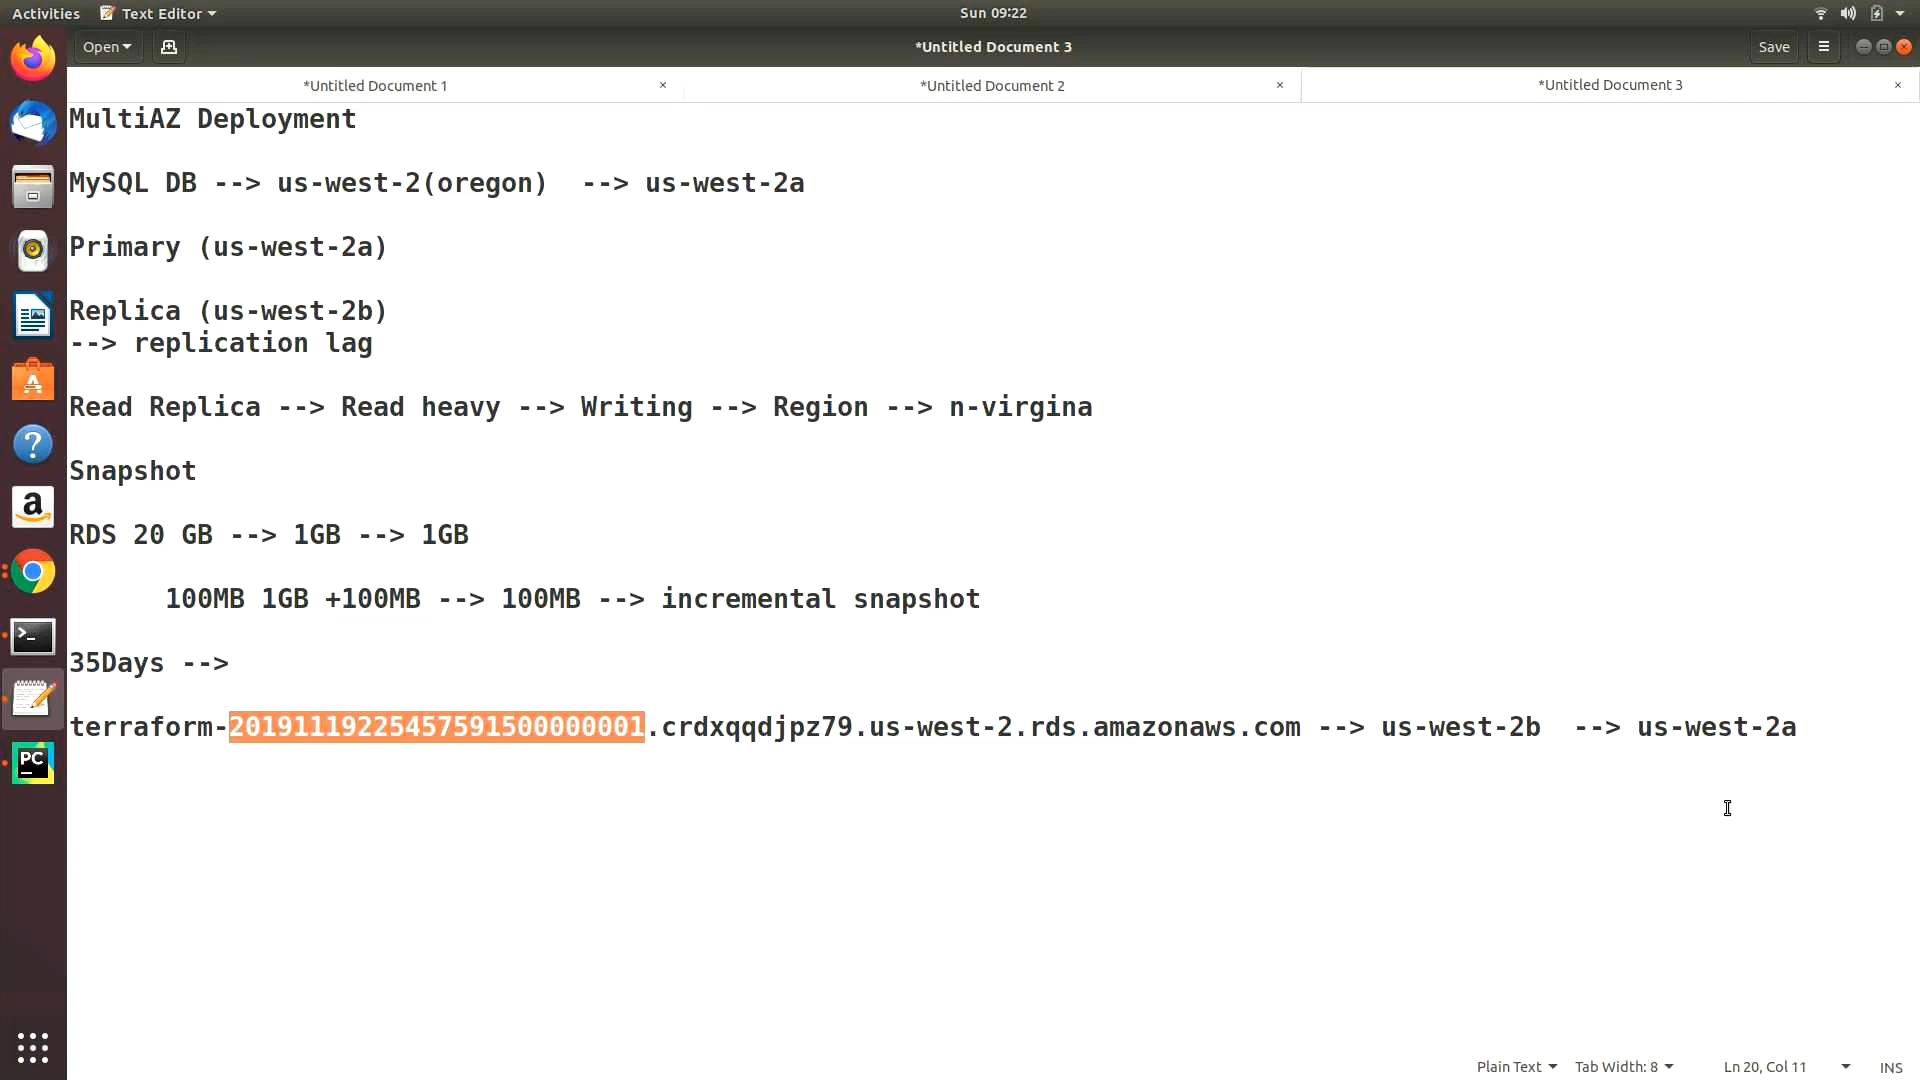 Activities Text Editor Sun 09:22
Open *Untitled Document 3 Save
*Untitled Document 1 × *Untitled Document 2 × *Untitled Document 3 ×
MultiAZ Deployment
MySQL DB --> us-west-2(oregon)  --> us-west-2a
Primary (us-west-2a)
Replica (us-west-2b)
--> replication lag
Read Replica --> Read heavy --> Writing --> Region --> n-virgina
Snapshot
RDS 20 GB --> 1GB --> 1GB
100MB 1GB +100MB --> 100MB --> incremental snapshot
35Days -->
terraform-20191119225457591500000001.crdxqqdjpz79.us-west-2.rds.amazonaws.com --> us-west-2b  --> us-west-2a
Plain Text Tab Width: 8 Ln 20, Col 11 INS